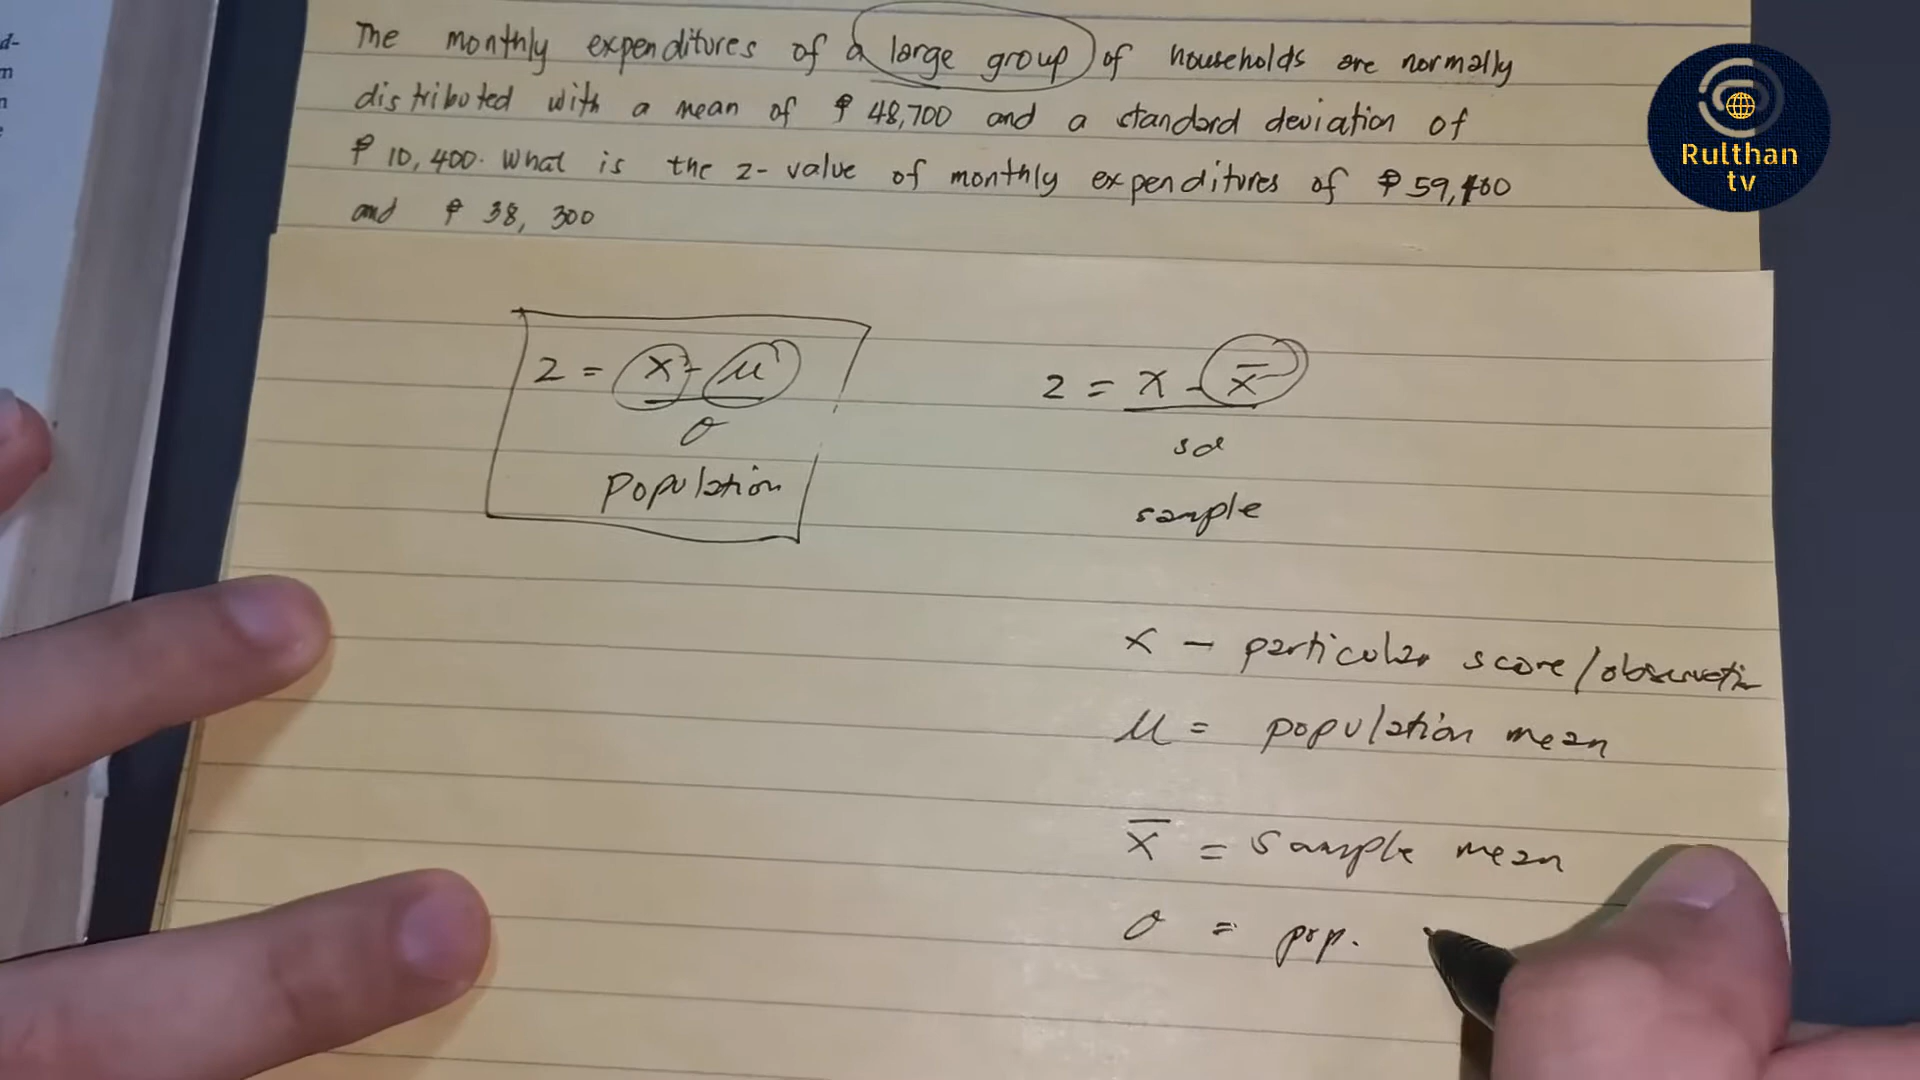 The monthly expenditures of a large group of households are normally
distributed with a mean of ₱ 48,700 and a standard deviation of
₱ 10,400. What is the z-value of monthly expenditures of ₱ 59,100
and ₱ 38,300
Rulthan
tv
z = x - μ
σ
population
z = x - x̄
sd
sample
x - particular score/observation
μ = population mean
x̄ = sample mean
σ = pop.
d-
m
n
e